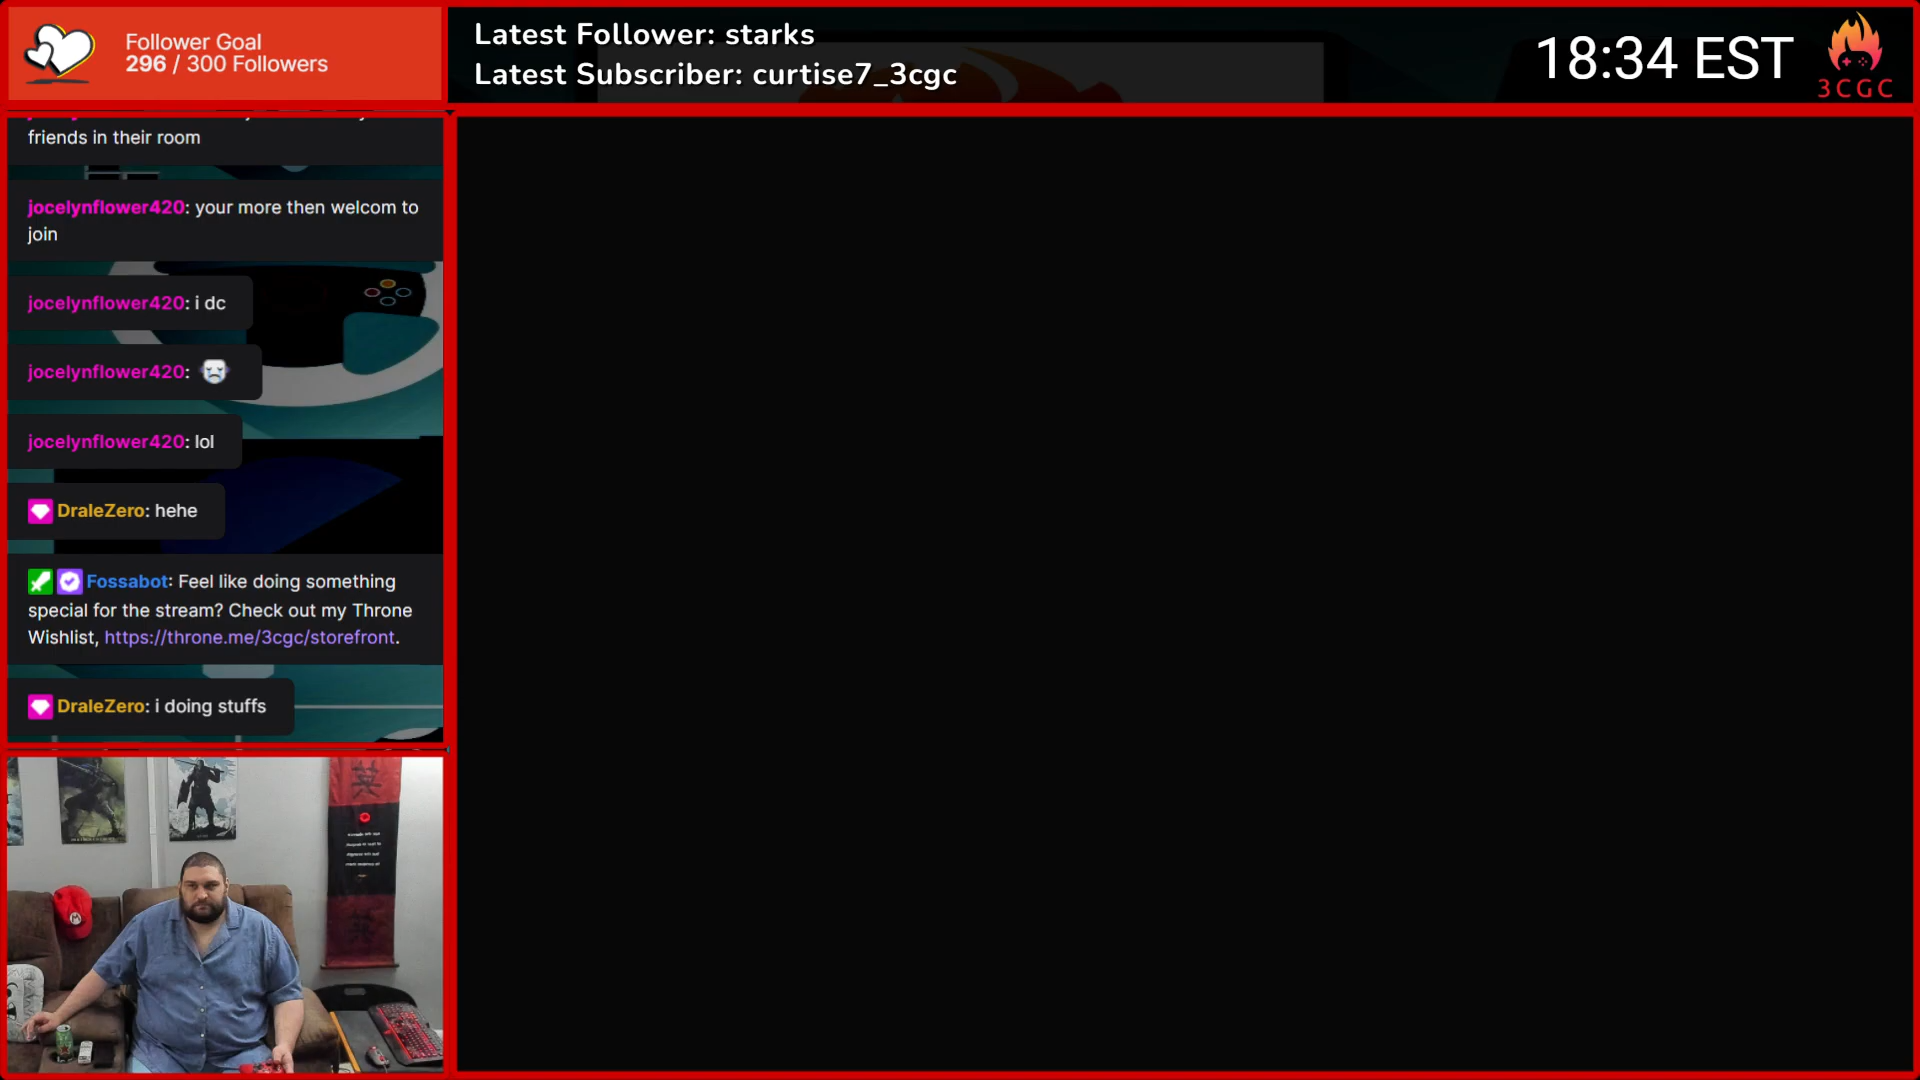 Follower Goal
296 / 300 Followers
Latest Follower: starks
Latest Subscriber: curtise7_3cgc
18:34 EST
3CGC
friends in their room
jocelynflower420: your more then welcom to
join
jocelynflower420: i dc
jocelynflower420:
jocelynflower420: lol
DraleZero: hehe
Fossabot: Feel like doing something
special for the stream? Check out my Throne
Wishlist, https://throne.me/3cgc/storefront.
DraleZero: i doing stuffs